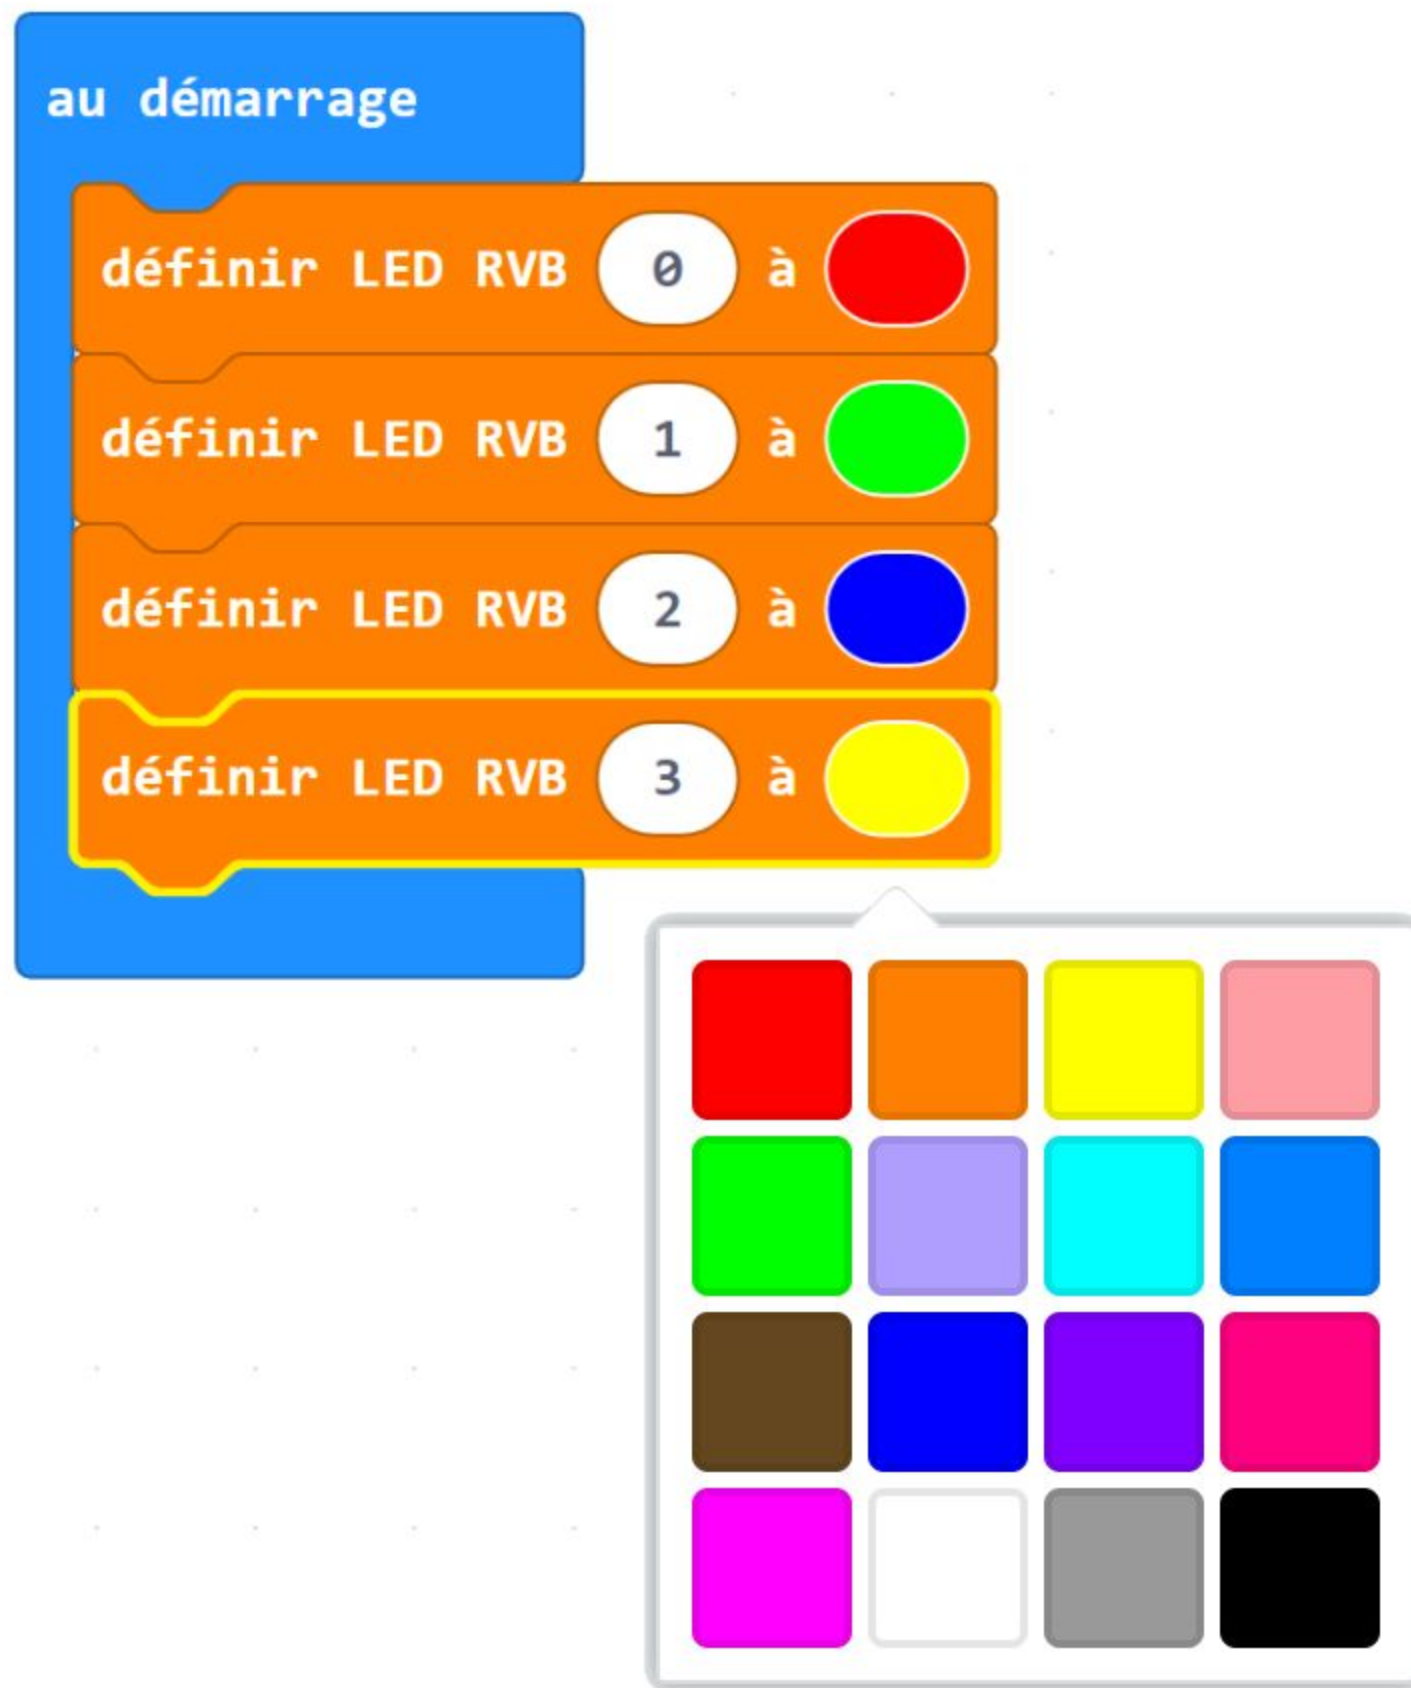 au démarrage
définir LED RVB 0 à
définir LED RVB 1 à
définir LED RVB 2 à
définir LED RVB 3 à